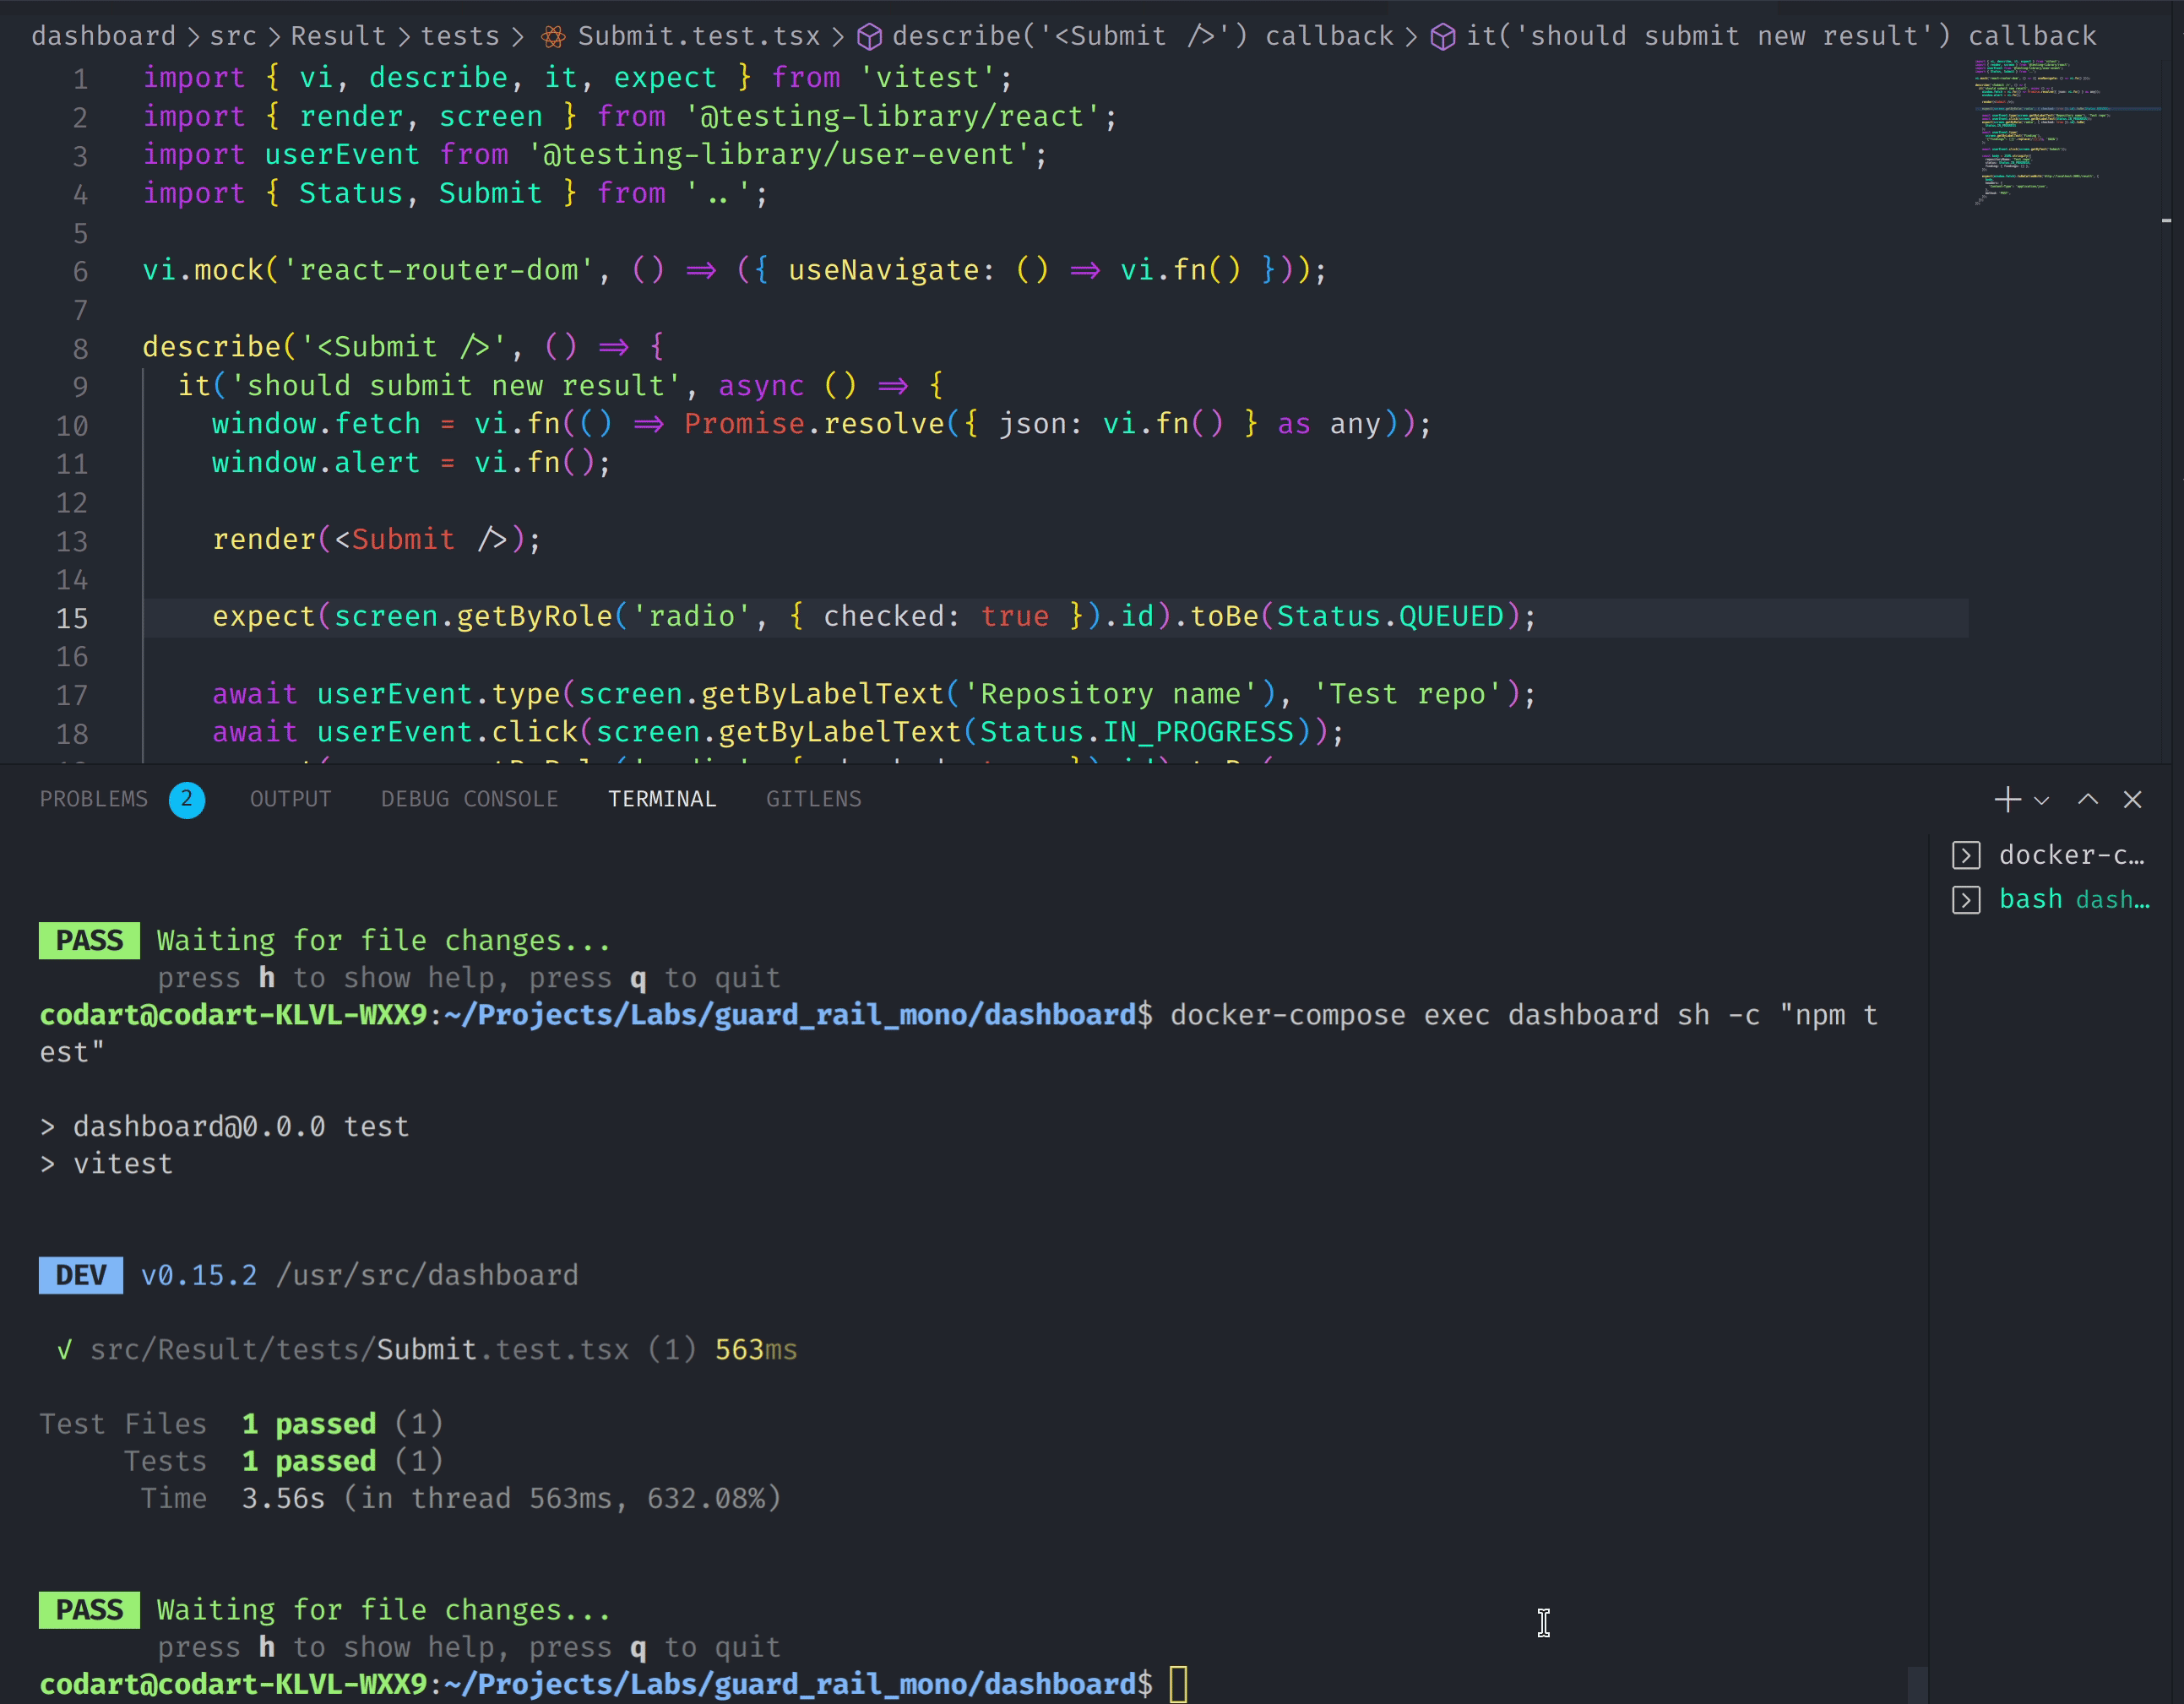 dashboard > src > Result > tests > Submit.test.tsx > describe('<Submit />') callback > it('should submit new result') callback
1 import { vi, describe, it, expect } from 'vitest';
2 import { render, screen } from '@testing-library/react';
3 import userEvent from '@testing-library/user-event';
4 import { Status, Submit } from '..';
5
6 vi.mock('react-router-dom', () => ({ useNavigate: () => vi.fn() }));
7
8 describe('<Submit />', () => {
9 it('should submit new result', async () => {
10 window.fetch = vi.fn(() => Promise.resolve({ json: vi.fn() } as any));
11 window.alert = vi.fn();
12
13 render(<Submit />);
14
15 expect(screen.getByRole('radio', { checked: true }).id).toBe(Status.QUEUED);
16
17 await userEvent.type(screen.getByLabelText('Repository name'), 'Test repo');
18 await userEvent.click(screen.getByLabelText(Status.IN_PROGRESS));
PROBLEMS 2 OUTPUT DEBUG CONSOLE TERMINAL GITLENS
docker-c...
bash dash...
PASS Waiting for file changes...
press h to show help, press q to quit
codart@codart-KLVL-WXX9:~/Projects/Labs/guard_rail_mono/dashboard$ docker-compose exec dashboard sh -c "npm t
est"
> dashboard@0.0.0 test
> vitest
DEV v0.15.2 /usr/src/dashboard
√ src/Result/tests/Submit.test.tsx (1) 563ms
Test Files 1 passed (1)
Tests 1 passed (1)
Time 3.56s (in thread 563ms, 632.08%)
PASS Waiting for file changes...
press h to show help, press q to quit
codart@codart-KLVL-WXX9:~/Projects/Labs/guard_rail_mono/dashboard$